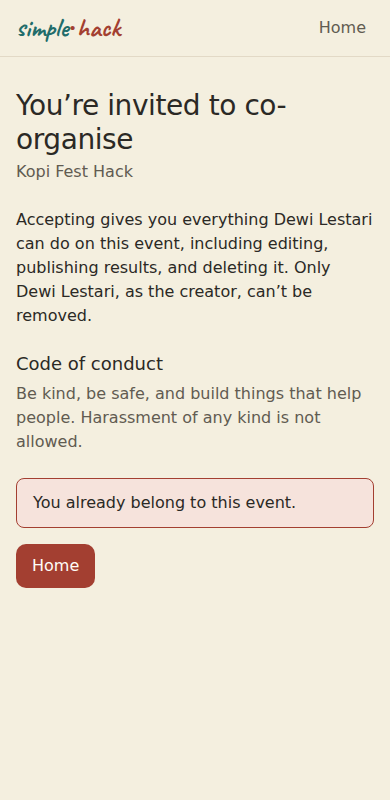 simple·hack
Home
You’re invited to co-
organise
Kopi Fest Hack
Accepting gives you everything Dewi Lestari
can do on this event, including editing,
publishing results, and deleting it. Only
Dewi Lestari, as the creator, can’t be
removed.
Code of conduct
Be kind, be safe, and build things that help
people. Harassment of any kind is not
allowed.
You already belong to this event.
Home